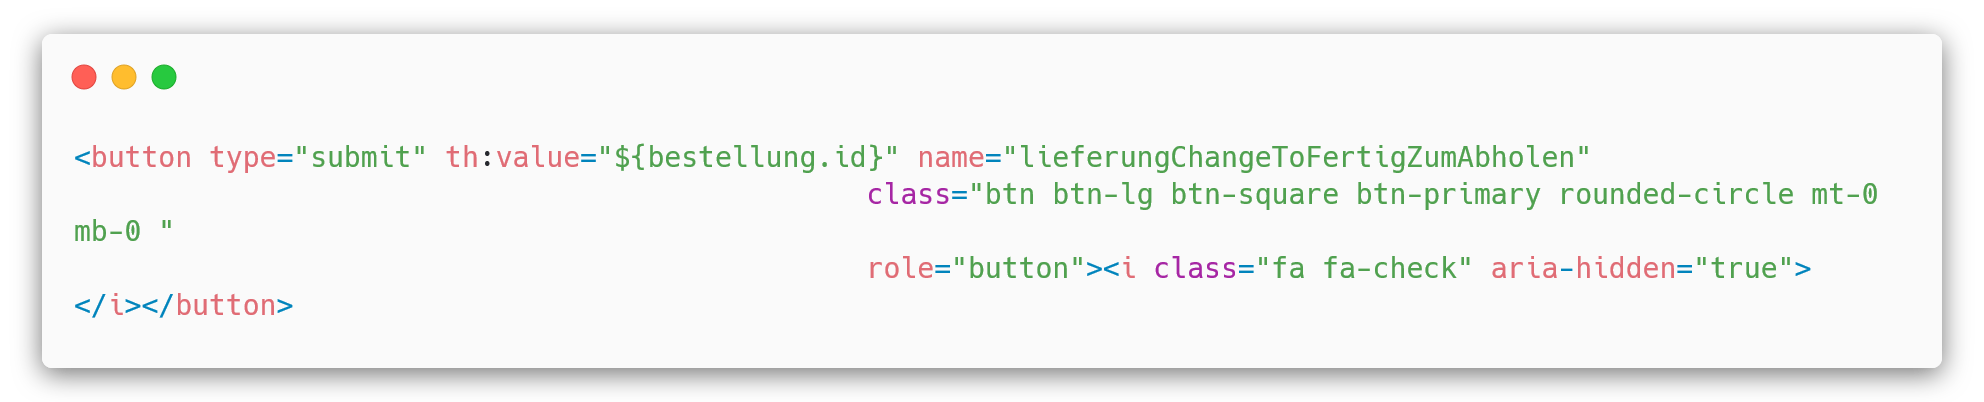 <button type="submit" th:value="${bestellung.id}" name="lieferungChangeToFertigZumAbholen"
class="btn btn-lg btn-square btn-primary rounded-circle mt-0
mb-0 "
role="button"><i class="fa fa-check" aria-hidden="true">
</i></button>